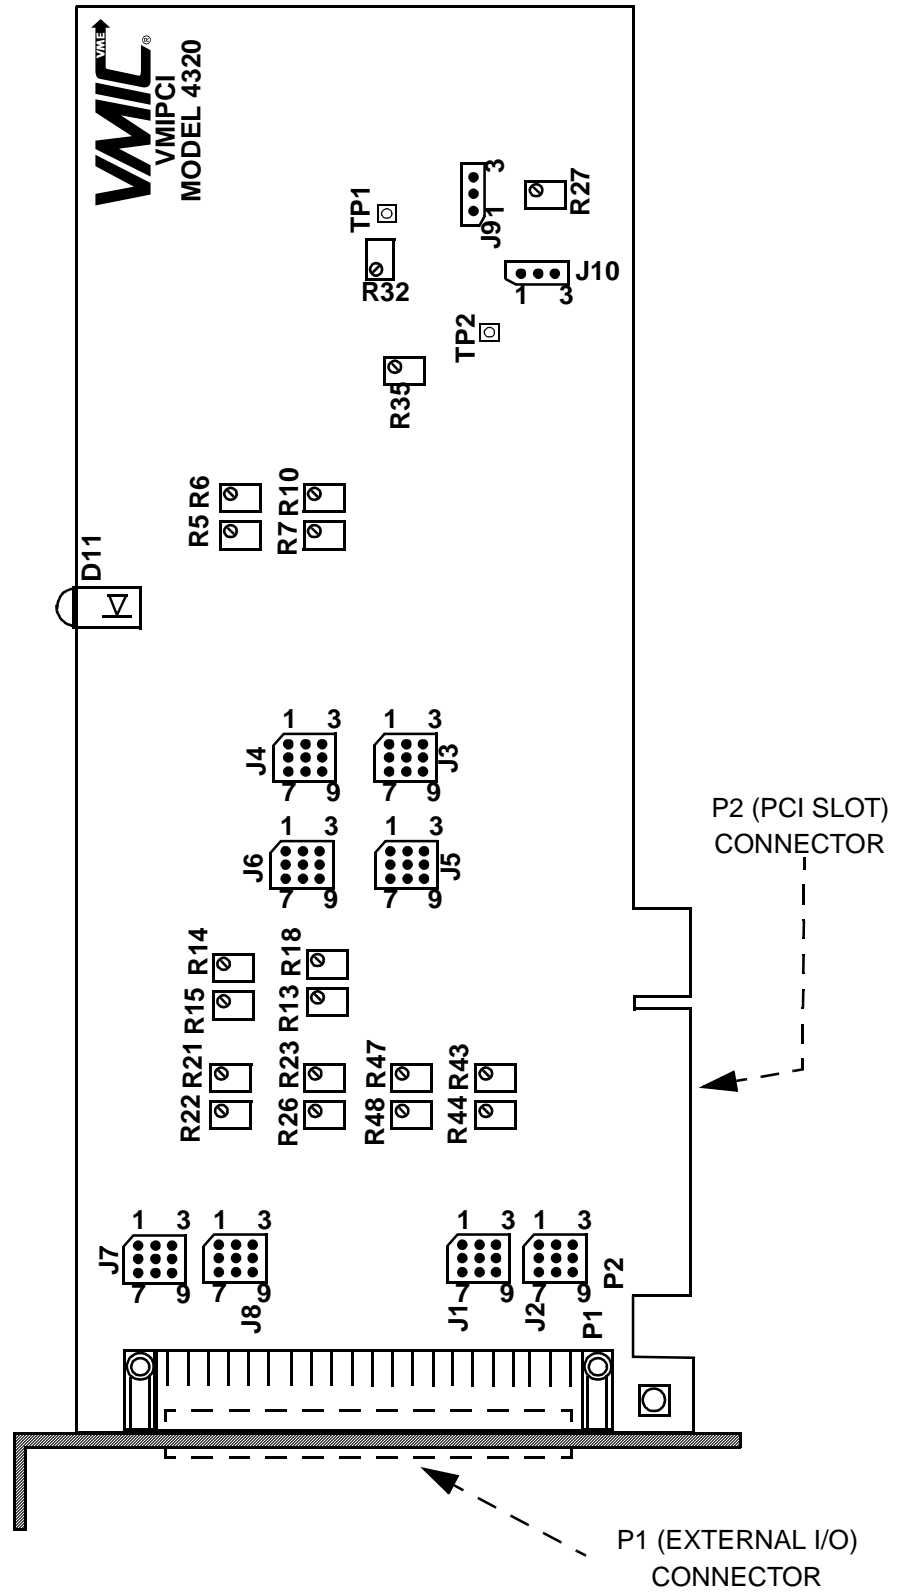 VME
VMIC®
VMIPCI
MODEL 4320
TP1
J9
1
3
R27
R32
J10
1 3
TP2
R35
R6
R10
R5
R7
D11
1 3
1 3
J4
J3
7 9
7 9
1 3
1 3
J6
J5
7 9
7 9
R14
R18
R15
R13
R21
R23
R47
R43
R22
R26
R48
R44
1 3
1 3
1 3
1 3
J7
7 9
7 9
7 9
7 9
J8
J1
J2
P2
P1
P2 (PCI SLOT)
CONNECTOR
P1 (EXTERNAL I/O)
CONNECTOR